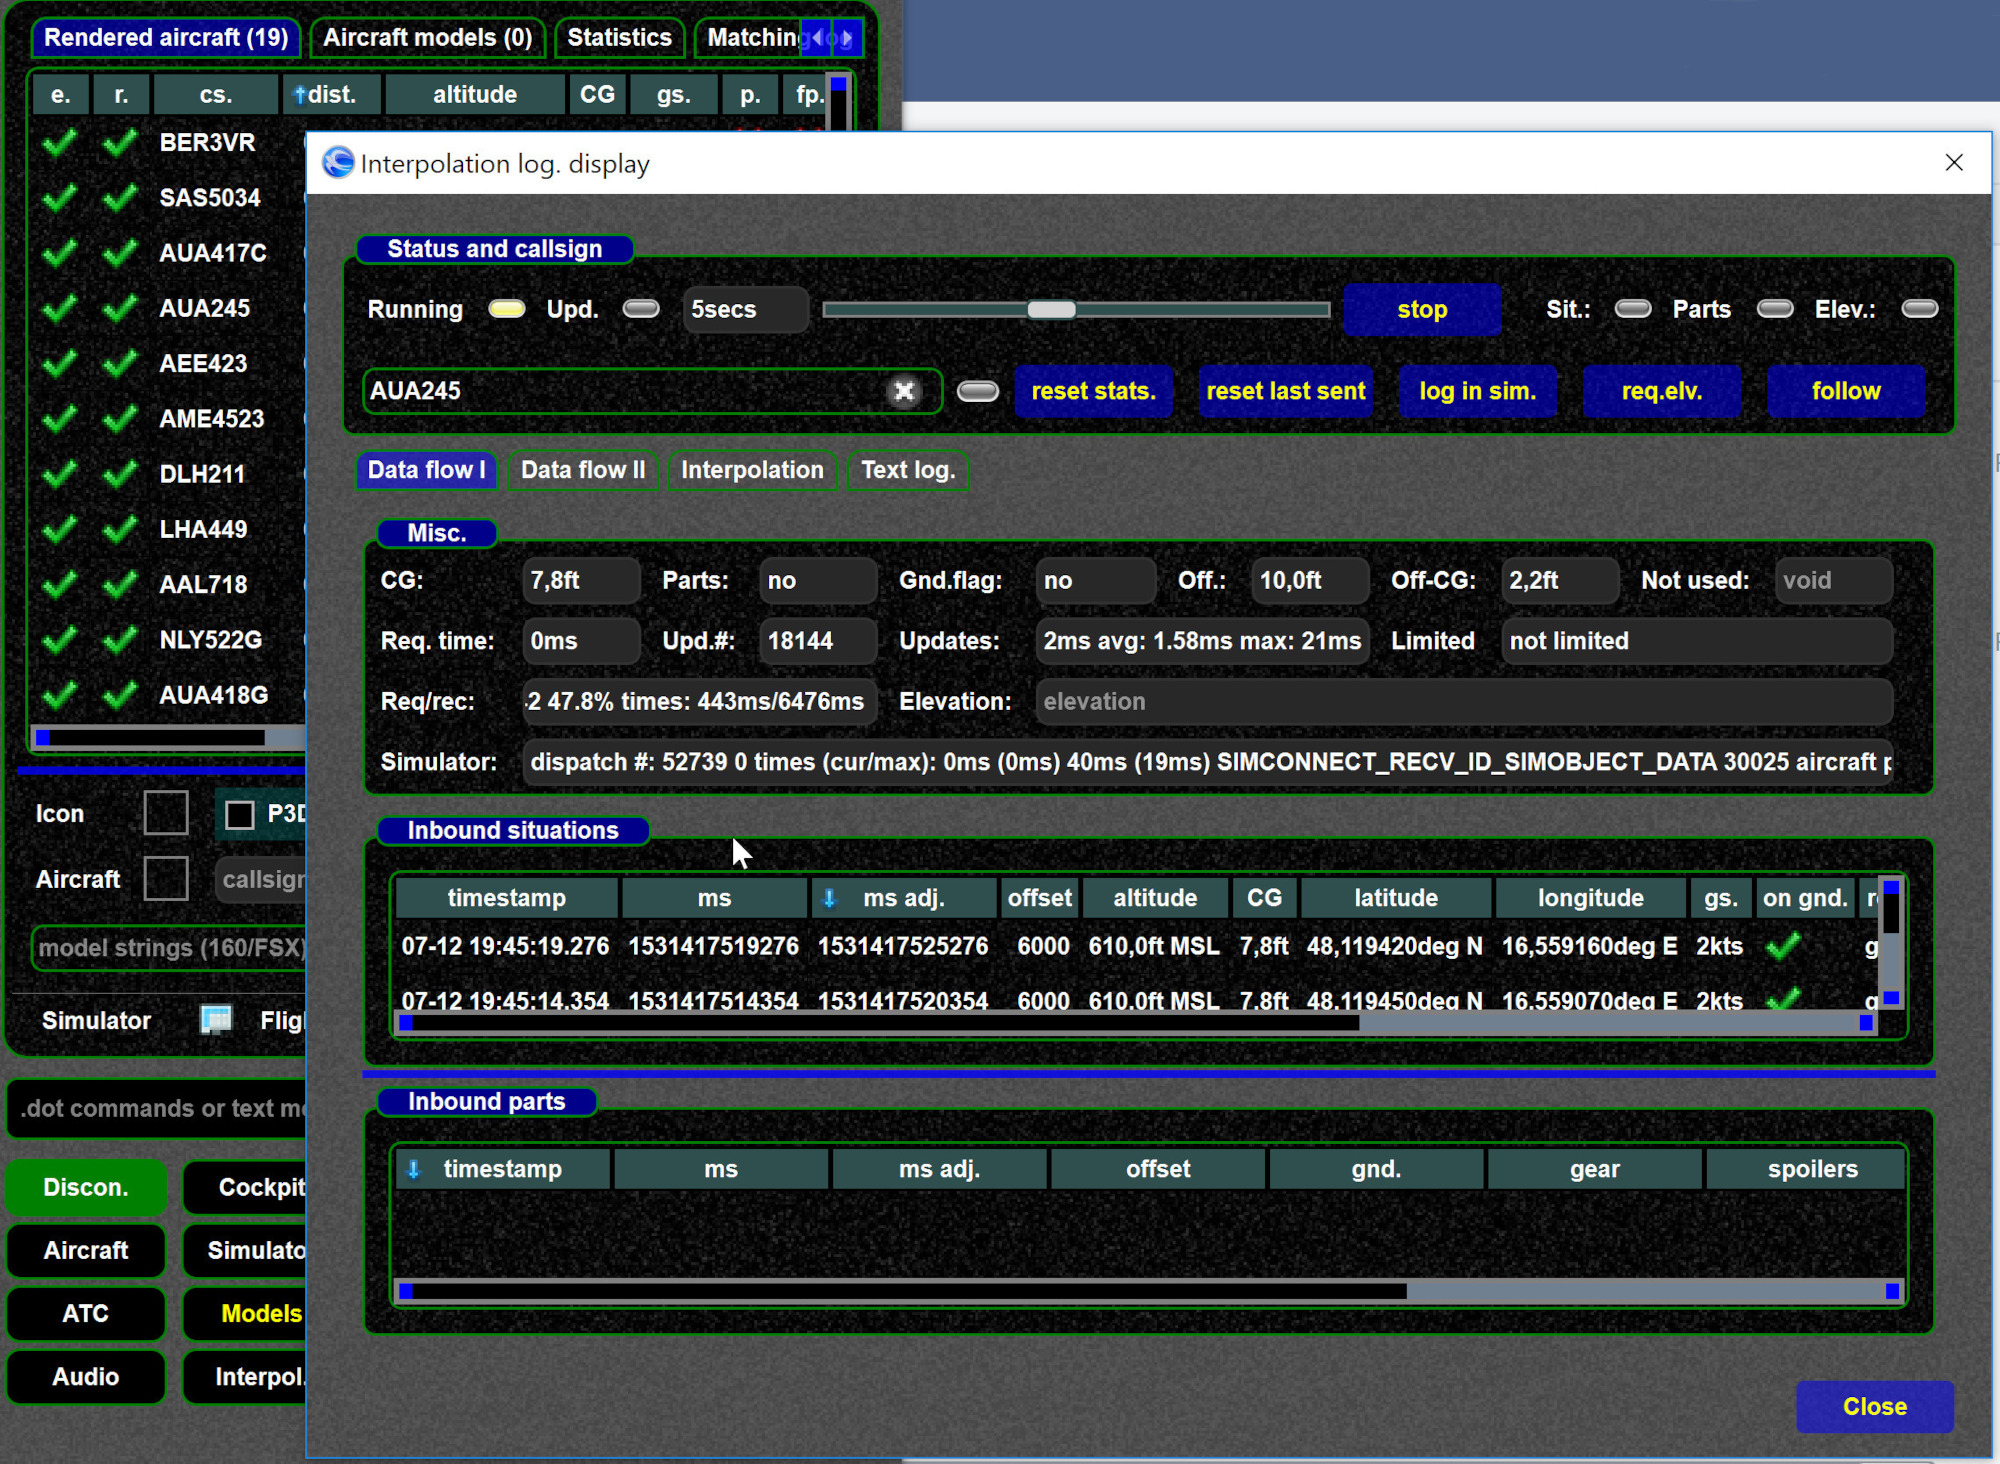 Rendered aircraft (19) Aircraft models (0) Statistics Matching log
e. r. cs. dist. altitude CG gs. p. fp.
BER3VR
SAS5034
AUA417C
AUA245
AEE423
AME4523
DLH211
LHA449
AAL718
NLY522G
AUA418G
Icon P3D
Aircraft callsign
model strings (160/FSX)
Simulator Flig
.dot commands or text me
Discon. Cockpit
Aircraft Simulato
ATC Models
Audio Interpol.
Interpolation log. display
Status and callsign
Running Upd. 5secs stop Sit.: Parts Elev.:
AUA245 reset stats. reset last sent log in sim. req.elv. follow
Data flow I Data flow II Interpolation Text log.
Misc.
CG: 7,8ft Parts: no Gnd.flag: no Off.: 10,0ft Off-CG: 2,2ft Not used: void
Req. time: 0ms Upd.#: 18144 Updates: 2ms avg: 1.58ms max: 21ms Limited not limited
Req/rec: 2 47.8% times: 443ms/6476ms Elevation: elevation
Simulator: dispatch #: 52739 0 times (cur/max): 0ms (0ms) 40ms (19ms) SIMCONNECT_RECV_ID_SIMOBJECT_DATA 30025 aircraft p
Inbound situations
timestamp ms ms adj. offset altitude CG latitude longitude gs. on gnd. r
07-12 19:45:19.276 1531417519276 1531417525276 6000 610,0ft MSL 7,8ft 48,119420deg N 16,559160deg E 2kts g
07-12 19:45:14.354 1531417514354 1531417520354 6000 610,0ft MSL 7,8ft 48,119450deg N 16,559070deg E 2kts g
Inbound parts
timestamp ms ms adj. offset gnd. gear spoilers
Close